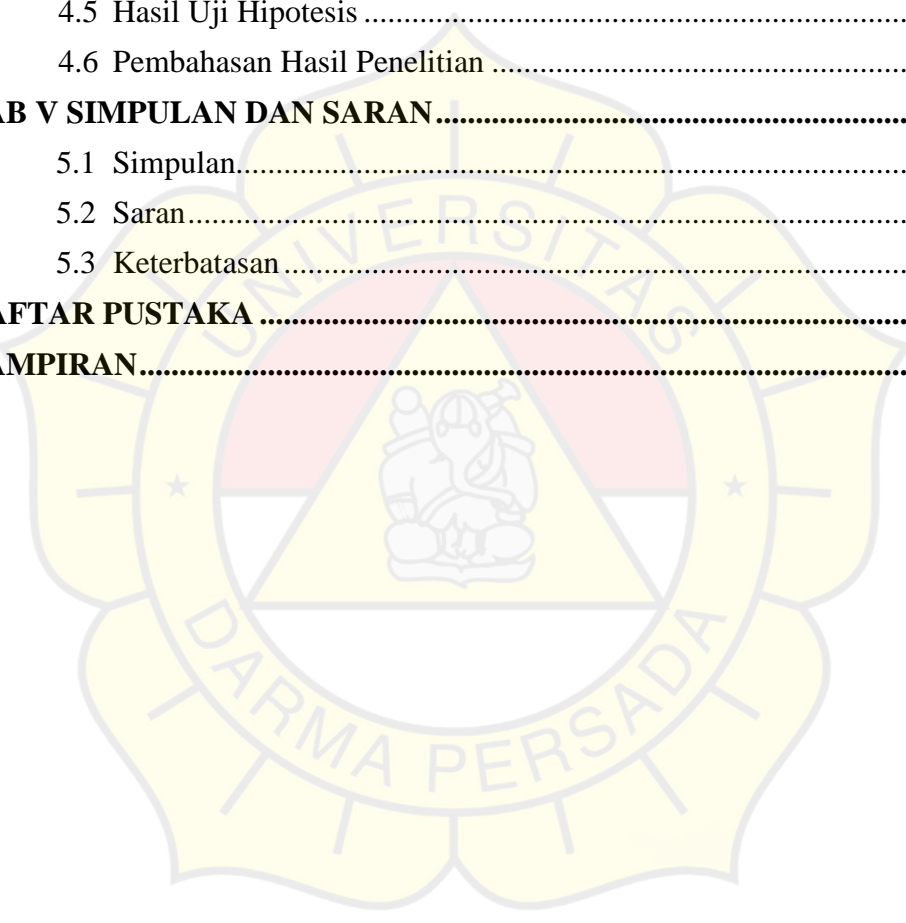 4.5 Hasil Uji Hipotesis ........................................................................
4.6 Pembahasan Hasil Penelitian ........................................................
AB V SIMPULAN DAN SARAN..............................................................
5.1 Simpulan..........................................................................................
5.2 Saran................................................................................................
5.3 Keterbatasan....................................................................................
AFTAR PUSTAKA .................................................................................
AMPIRAN................................................................................................
UNIVERSITAS
DARMA PERSADA